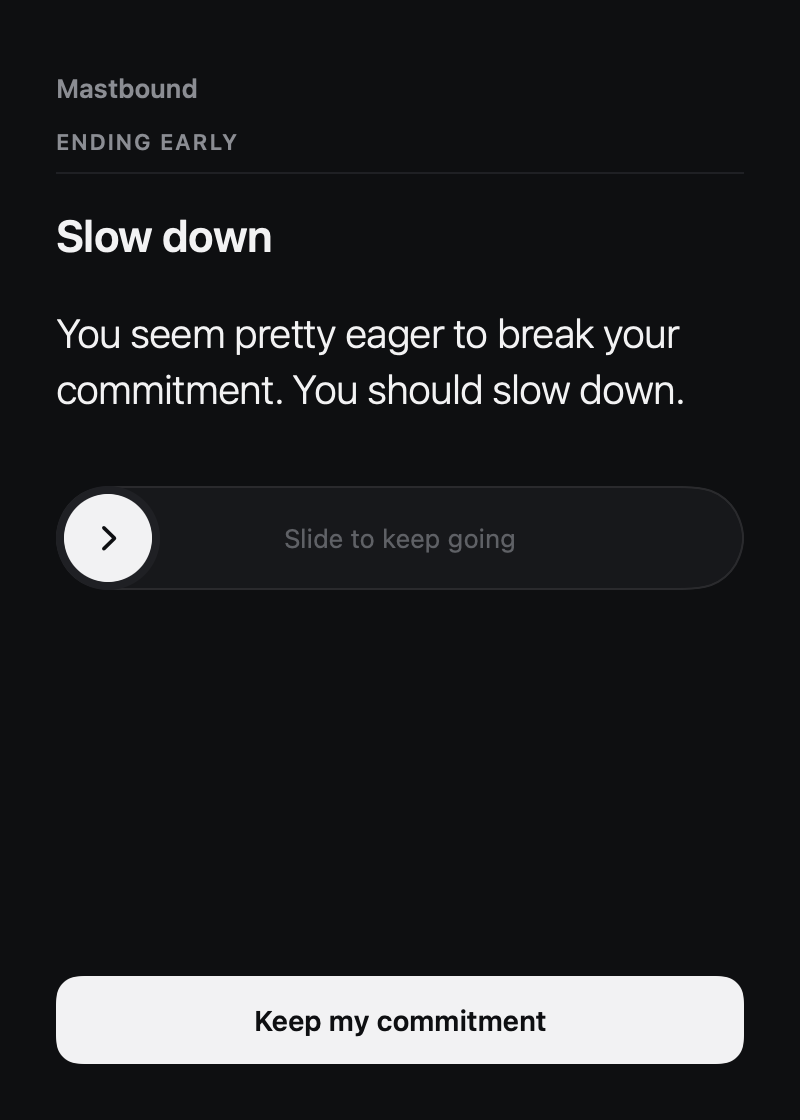 Mastbound
ENDING EARLY
Slow down
You seem pretty eager to break your
commitment. You should slow down.
Slide to keep going
Keep my commitment